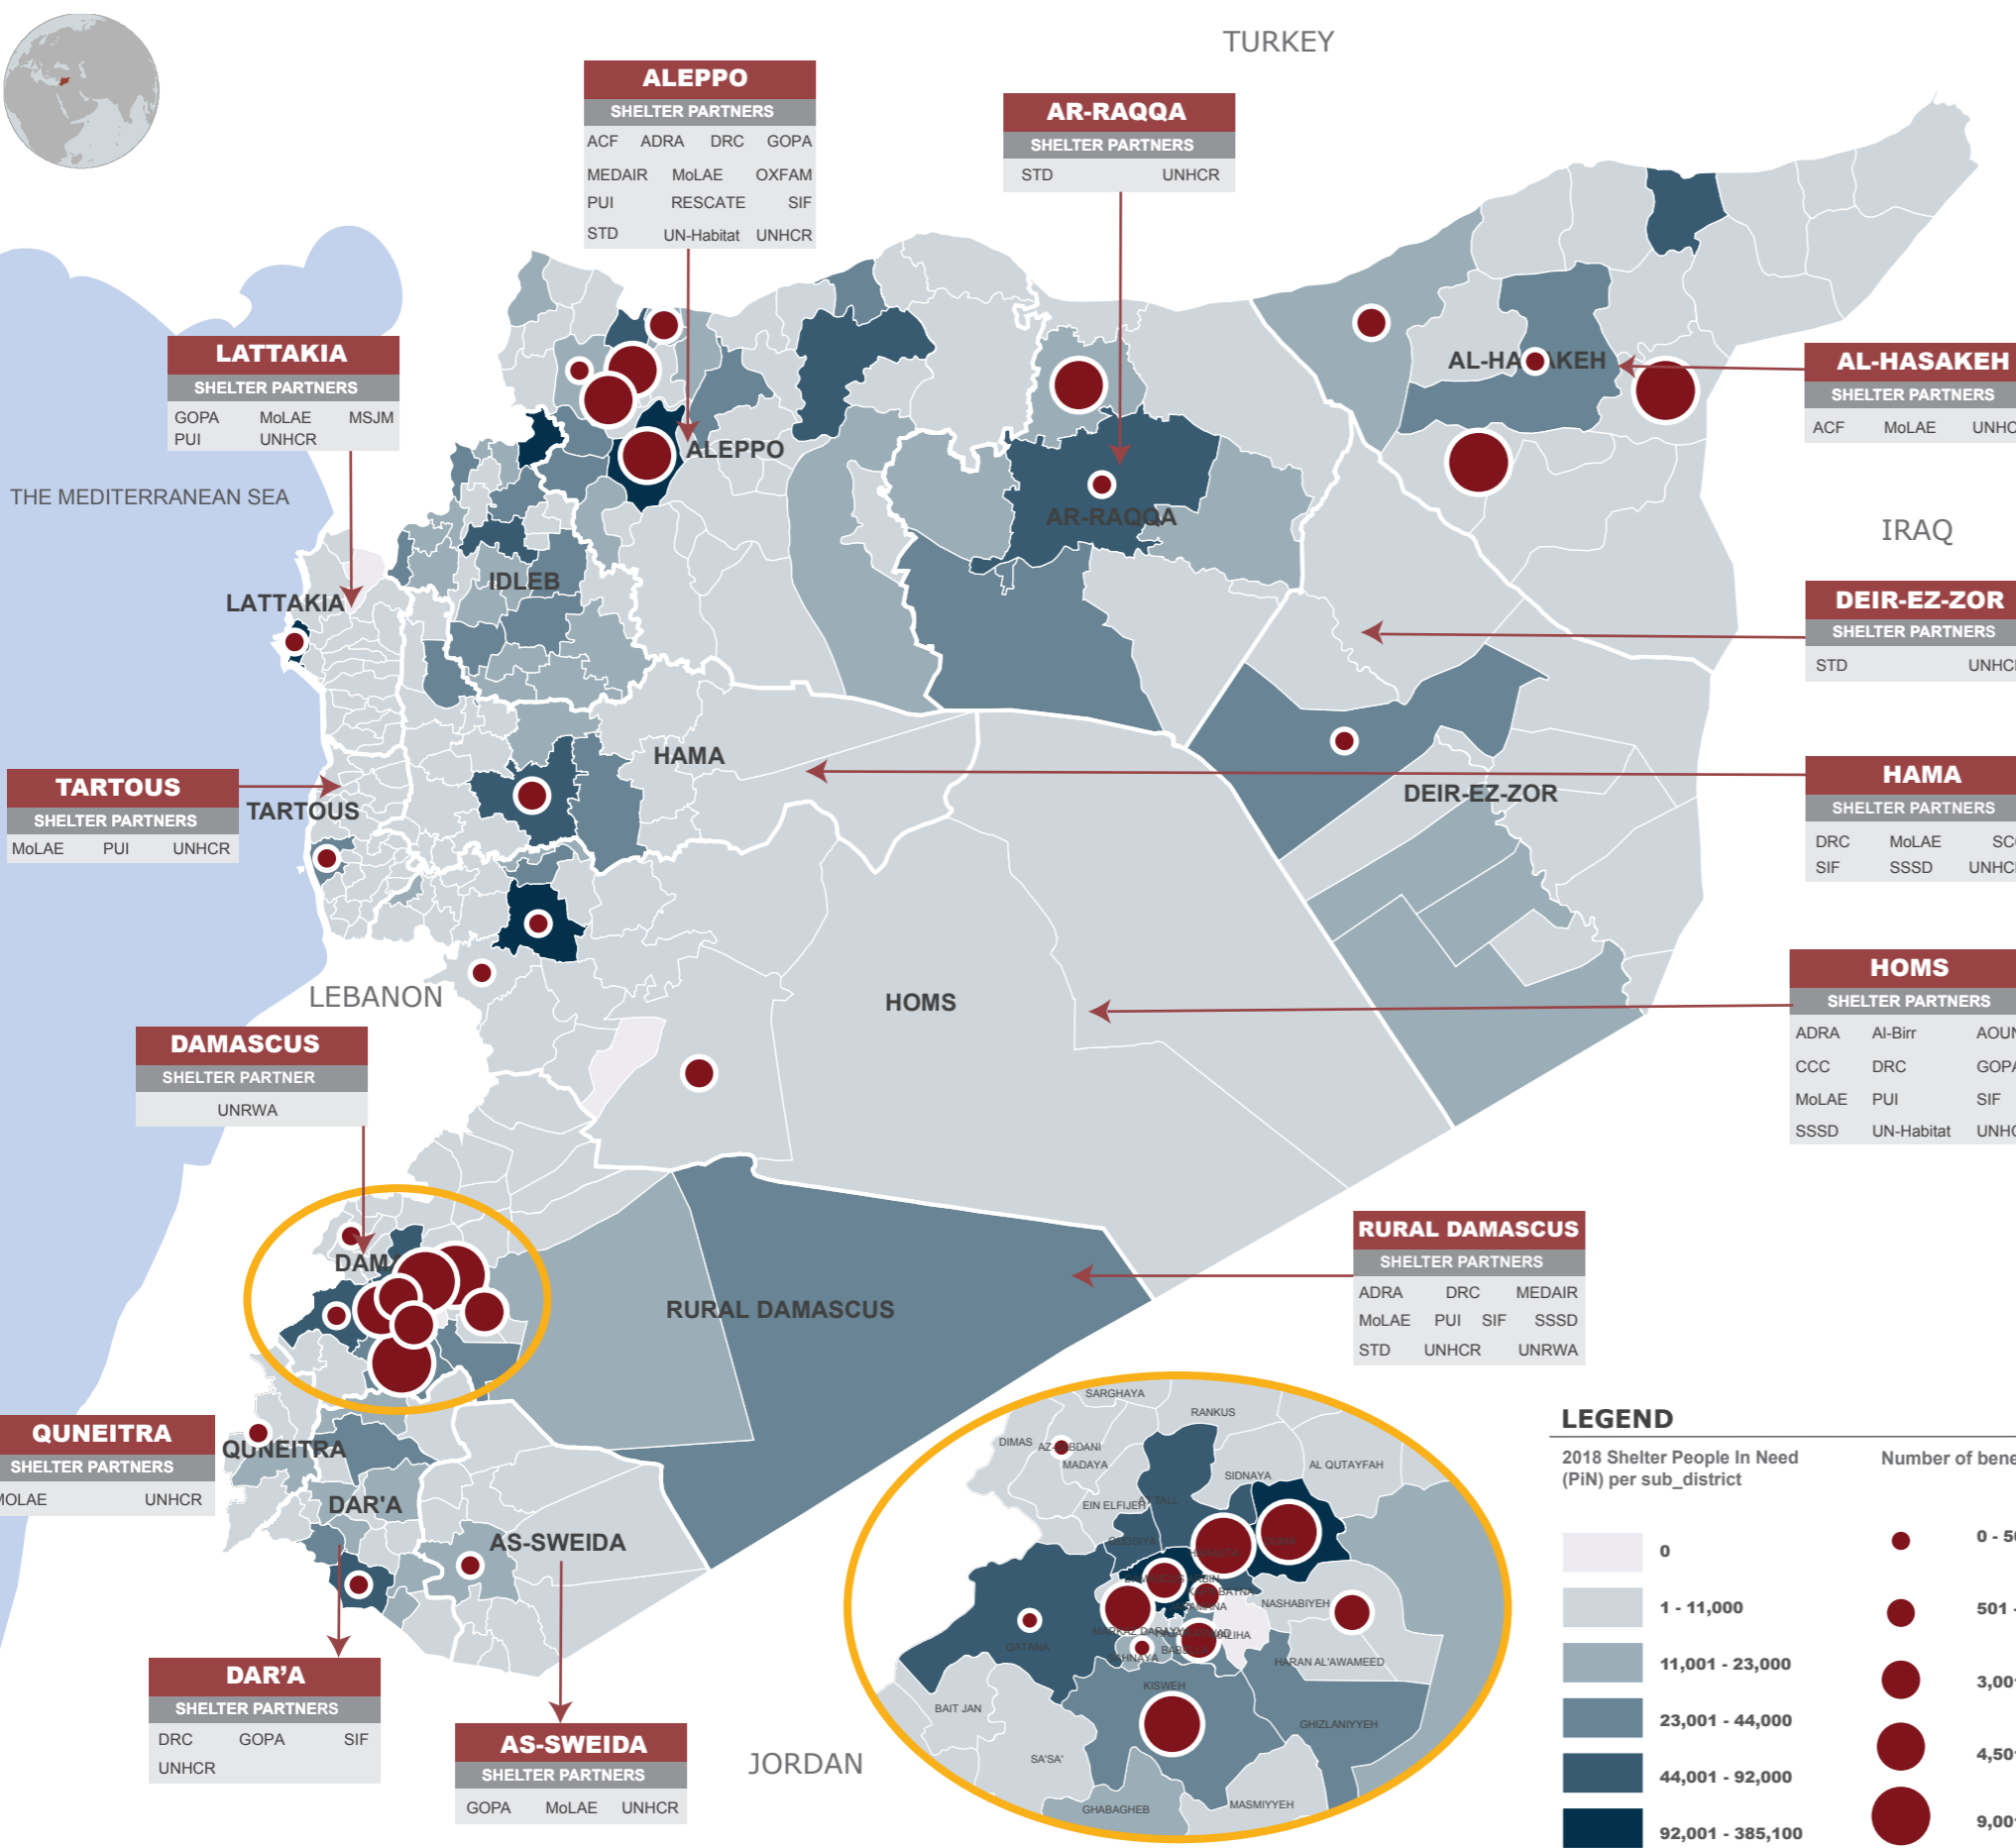 TURKEY
ALEPPO
SHELTER PARTNERS
ACF ADRA DRC GOPA
MEDAIR MoLAE OXFAM
PUI RESCATE SIF
STD UN-Habitat UNHCR
AR-RAQQA
SHELTER PARTNERS
STD UNHCR
LATTAKIA
SHELTER PARTNERS
GOPA MoLAE MSJM
PUI UNHCR
AL-HASAKEH
SHELTER PARTNERS
ACF MoLAE
THE MEDITERRANEAN SEA
ALEPPO
AR-RAQQA
IRAQ
IDLEB
LATTAKIA
DEIR-EZ-ZOR
SHELTER PARTNERS
STD
HAMA
TARTOUS
SHELTER PARTNERS
MoLAE PUI UNHCR
TARTOUS
DEIR-EZ-ZOR
HAMA
SHELTER PARTNERS
DRC MoLAE
SIF SSSD
LEBANON
HOMS
HOMS
SHELTER PARTNERS
ADRA Al-Birr
CCC DRC
MoLAE PUI SIF
SSSD UN-Habitat
DAMASCUS
SHELTER PARTNER
UNRWA
RURAL DAMASCUS
RURAL DAMASCUS
SHELTER PARTNERS
ADRA DRC MEDAIR
MoLAE PUI SIF SSSD
STD UNHCR UNRWA
QUNEITRA
SHELTER PARTNERS
UNHCR
QUNEITRA
DAR'A
AS-SWEIDA
DAR’A
SHELTER PARTNERS
DRC GOPA SIF
UNHCR
AS-SWEIDA
SHELTER PARTNERS
GOPA MoLAE UNHCR
JORDAN
SARGHAYA
RANKUS
DIMAS
MADAYA
SIDNAYA
AL QUTAYFAH
EIN ELFIJEH
NASHABIYEH
QATANA
HARAN AL'AWAMEED
KISWEH
BAIT JAN
GHIZLANIYYEH
SA'SA'
GHABAGHEB
MASMIYYEH
LEGEND
2018 Shelter People In Need
(PiN) per sub_district
Number of
0
1 - 11,000
11,001 - 23,000
23,001 - 44,000
44,001 - 92,000
92,001 - 385,100